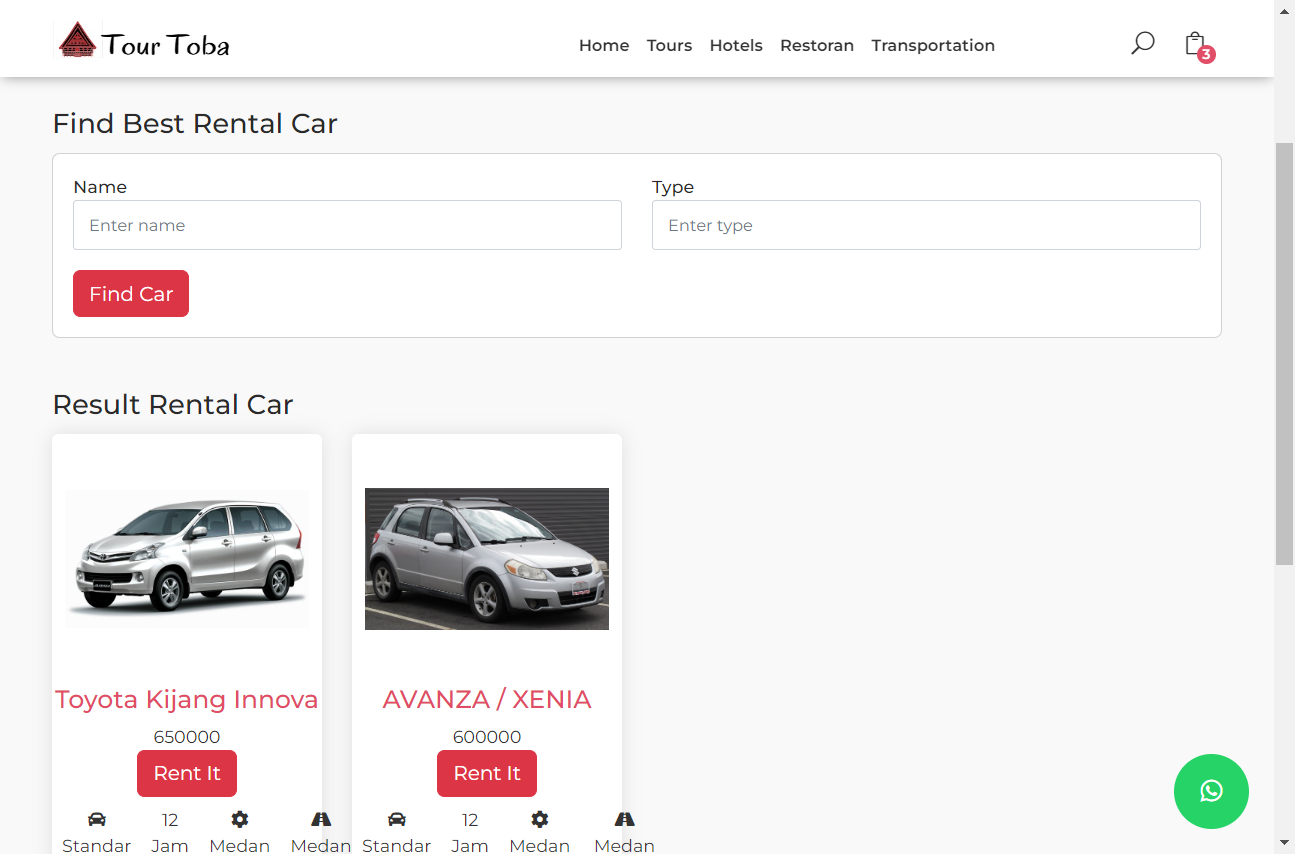 Tour Toba
Home Tours Hotels Restoran Transportation
3
Find Best Rental Car
Name Type
Enter name Enter type
Find Car
Result Rental Car
Toyota Kijang Innova AVANZA / XENIA
650000 600000
Rent It Rent It
12 12
Standar Jam Medan Medan Standar Jam Medan Medan